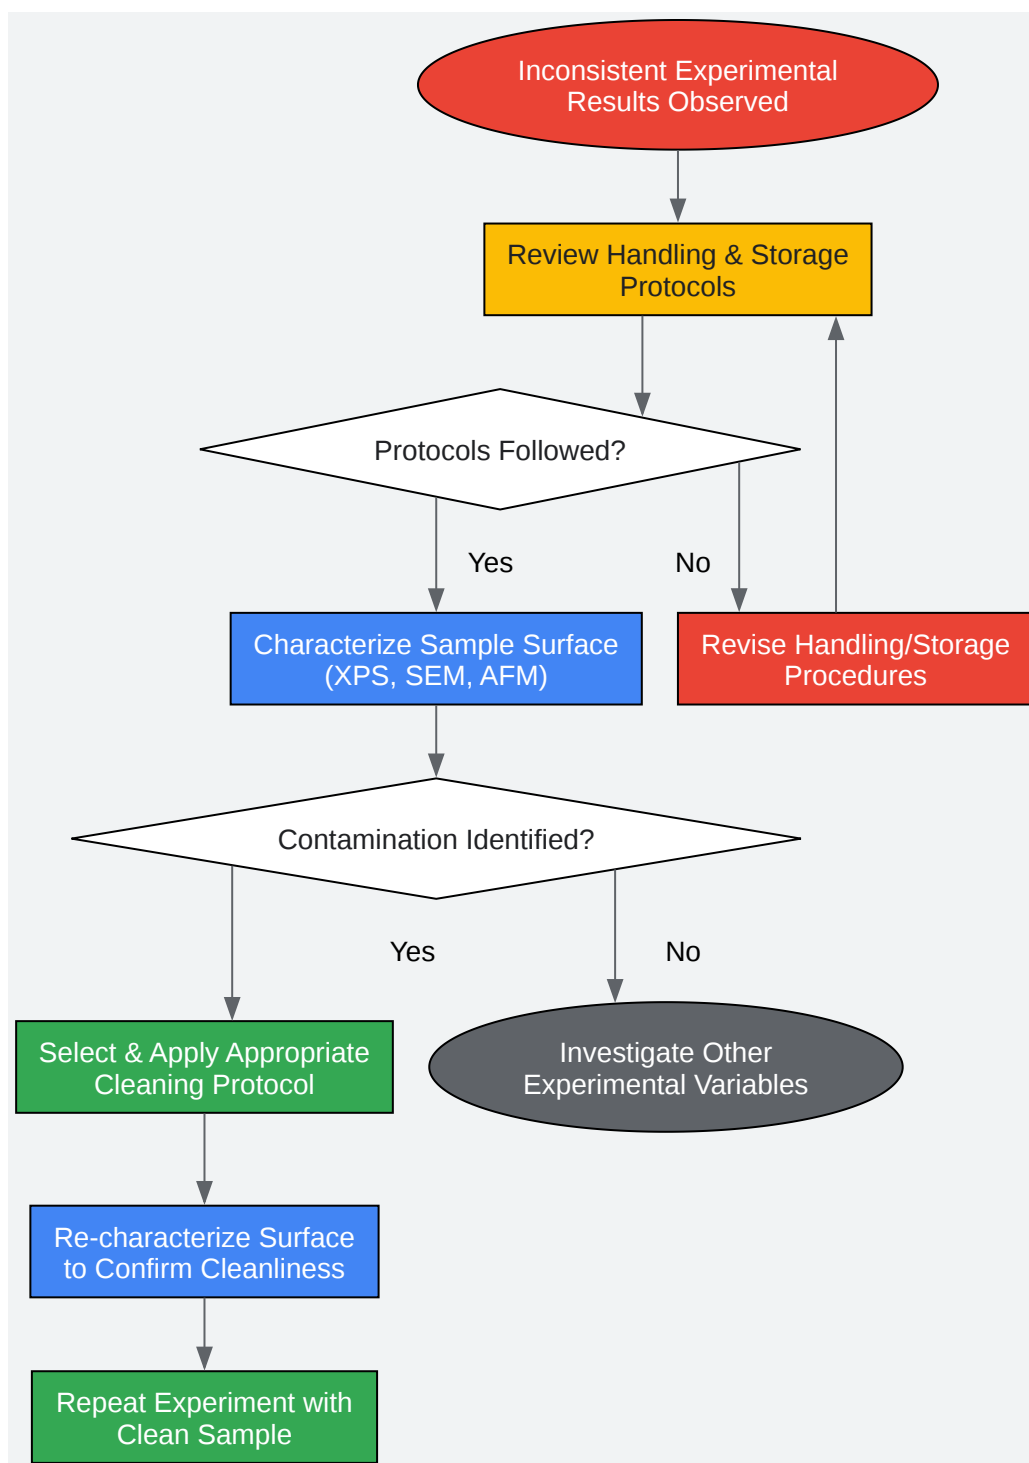 Inconsistent Experimental
Results Observed
Review Handling & Storage
Protocols
Protocols Followed?
Yes
No
Characterize Sample Surface
(XPS, SEM, AFM)
Revise Handling/Storage
Procedures
Contamination Identified?
Yes
No
Select & Apply Appropriate
Cleaning Protocol
Investigate Other
Experimental Variables
Re-characterize Surface
to Confirm Cleanliness
Repeat Experiment with
Clean Sample